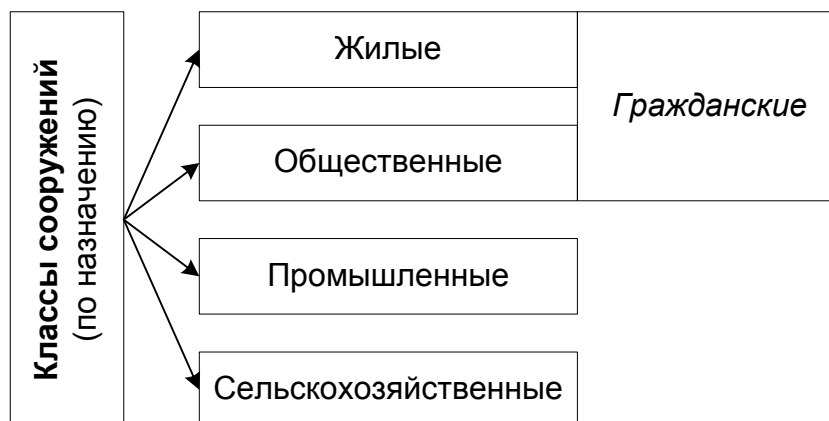 Классы сооружений
(по назначению)
Жилые
Общественные
Гражданские
Промышленные
Сельскохозяйственные